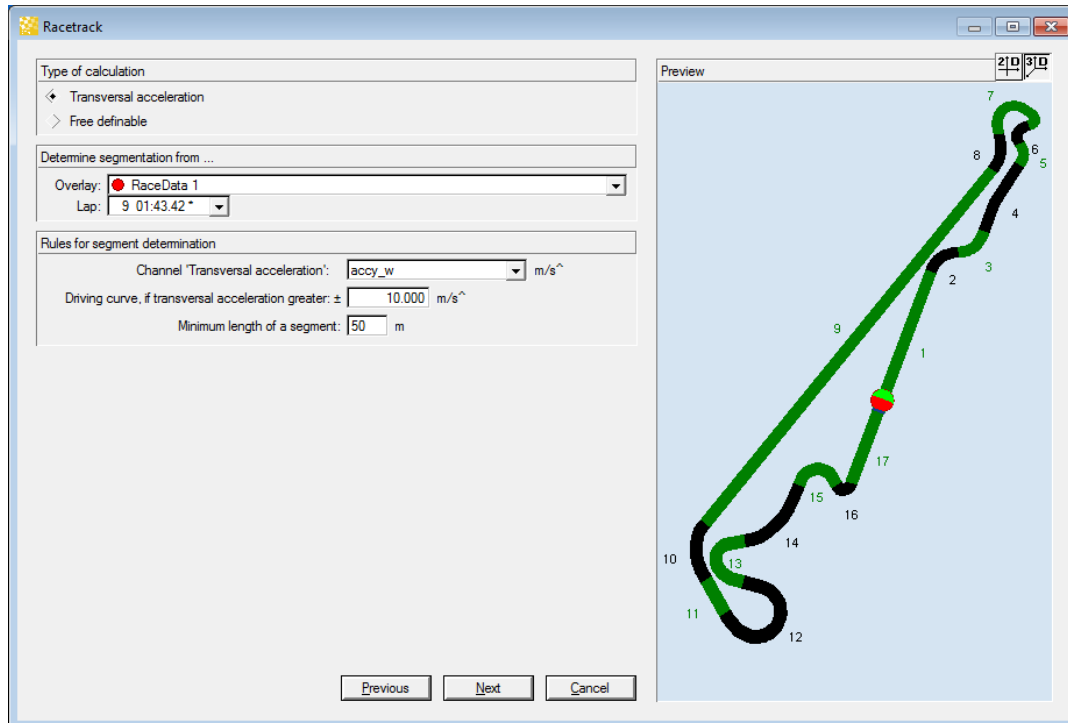 Racetrack
Type of calculation
Transversal acceleration
Free definable
Determine segmentation from ...
Overlay: RaceData 1
Lap: 9 01:43.42 *
Rules for segment determination
Channel 'Transversal acceleration': accy_w m/s^
Driving curve, if transversal acceleration greater: ± 10.000 m/s^
Minimum length of a segment: 50 m
Previous Next Cancel
Preview
2D 3D
7
6
8
5
4
3
2
9
1
17
15
16
14
10
13
11
12